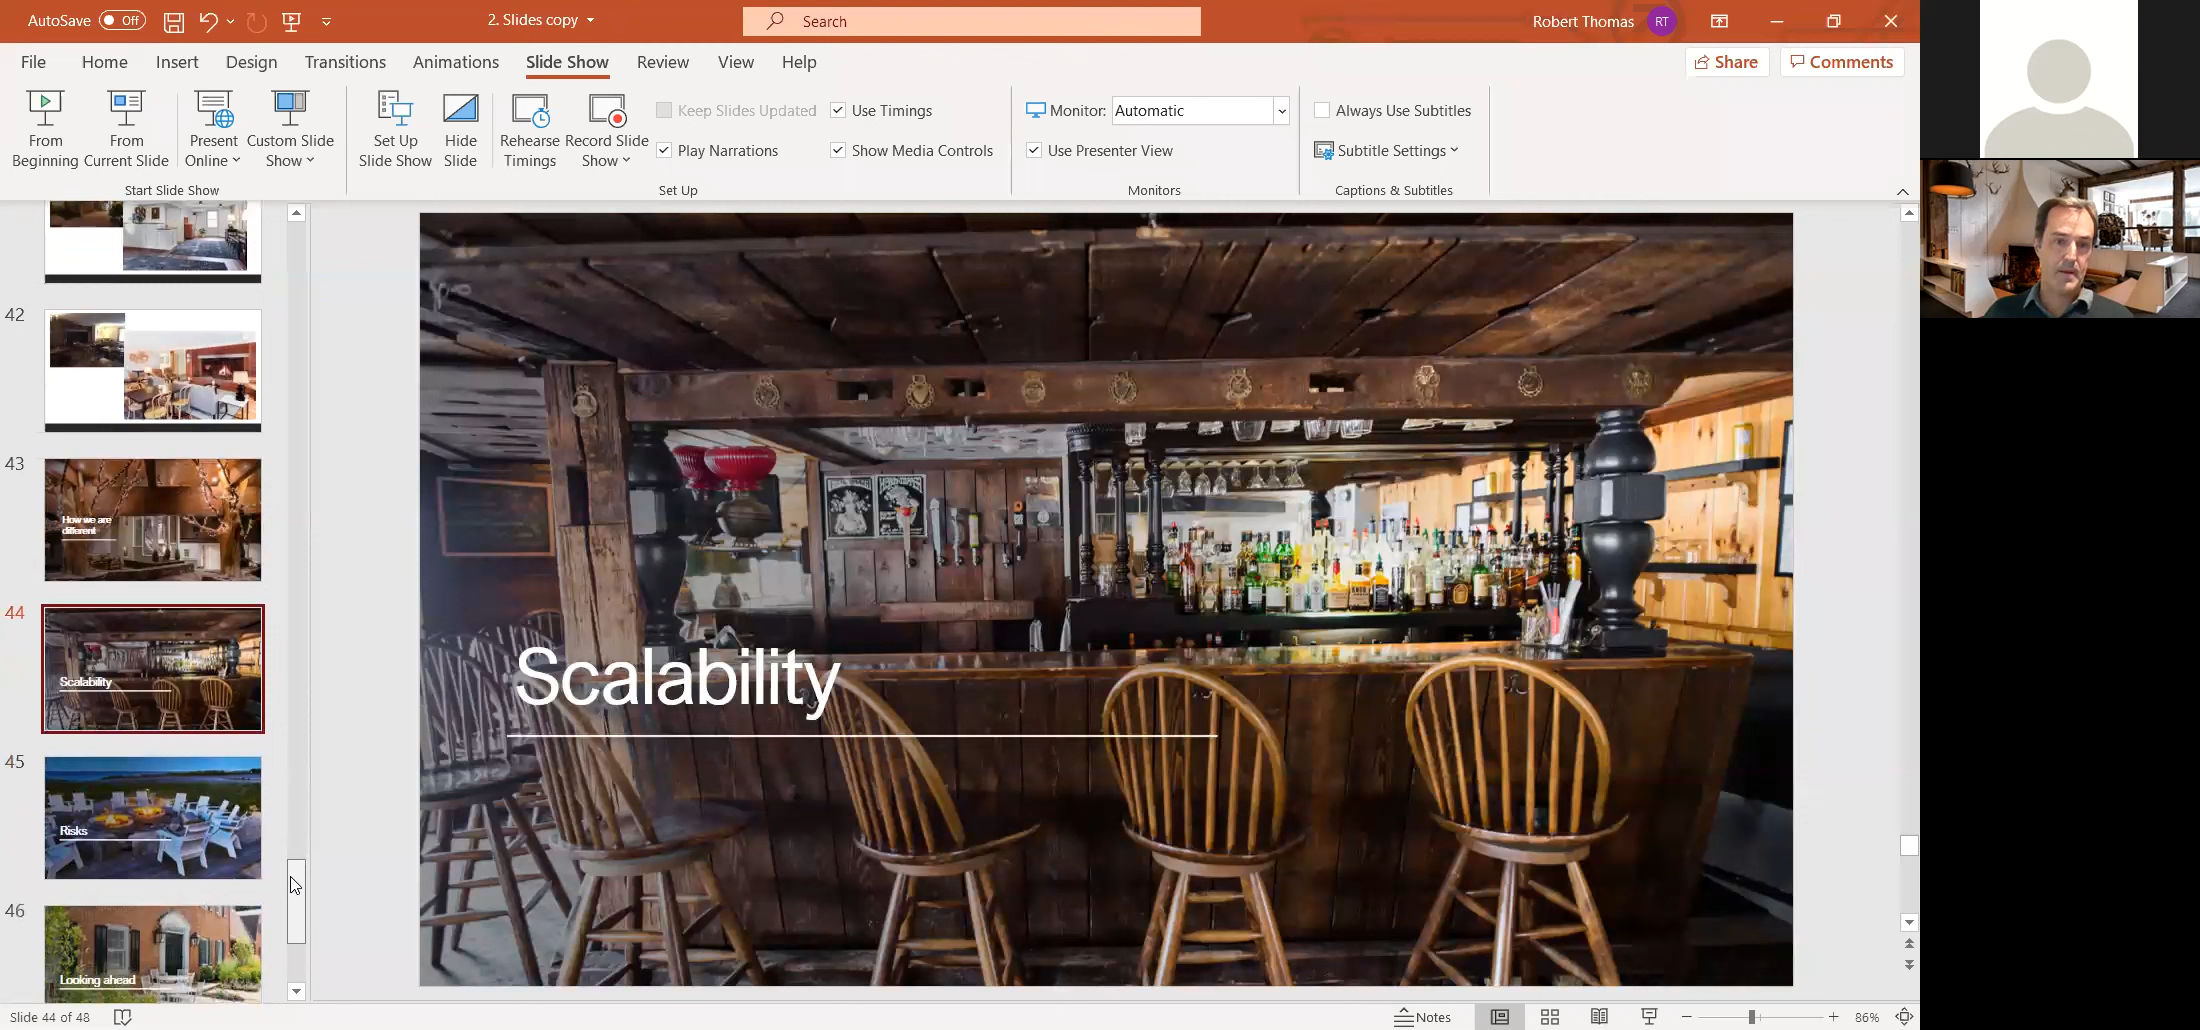 AutoSave Off
2. Slides copy
Search
Robert Thomas RT
File Home Insert Design Transitions Animations Slide Show Review View Help
Share Comments
From Beginning
From Current Slide
Present Online
Custom Slide Show
Start Slide Show
Set Up Slide Show
Hide Slide
Rehearse Timings
Record Slide Show
Keep Slides Updated
Play Narrations
Use Timings
Show Media Controls
Set Up
Monitor: Automatic
Use Presenter View
Monitors
Always Use Subtitles
Subtitle Settings
Captions & Subtitles
42
43
How we are
different
44
Scalability
45
Risks
46
Looking ahead
Scalability
Slide 44 of 48
Notes
86%